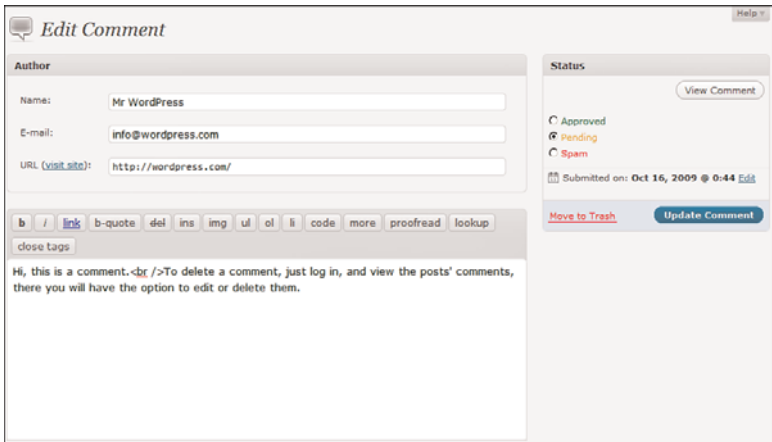 Help
Edit Comment
Author
Name:
Mr WordPress
E-mail:
info@wordpress.com
URL (visit site):
http://wordpress.com/
b i link b-quote del ins img ul ol li code more proofread lookup
close tags
Hi, this is a comment.<br />To delete a comment, just log in, and view the posts' comments,
there you will have the option to edit or delete them.
Status
View Comment
Approved
Pending
Spam
Submitted on: Oct 16, 2009 @ 0:44 Edit
Move to Trash
Update Comment